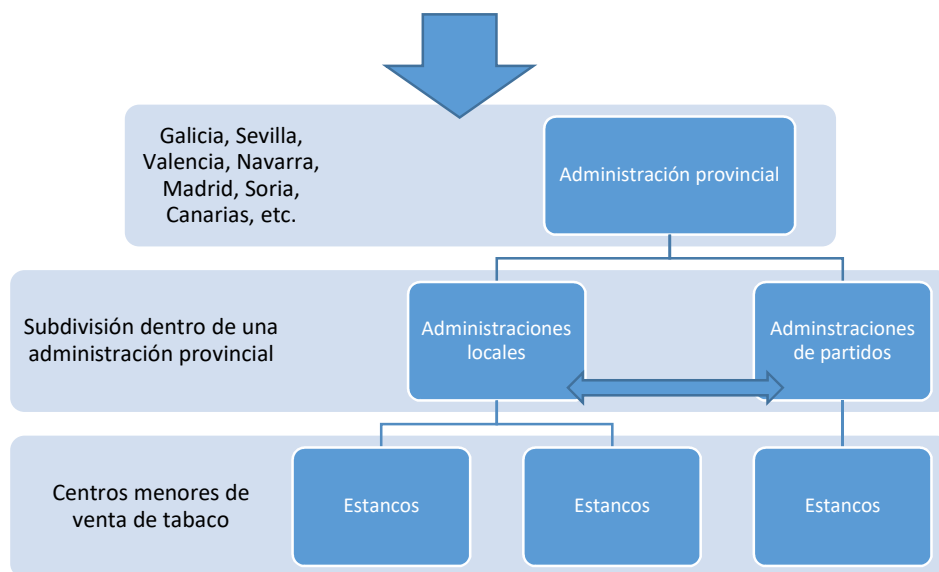 Galicia, Sevilla,
Valencia, Navarra,
Madrid, Soria,
Canarias, etc.
Administración provincial
Subdivisión dentro de una
administración provincial
Administraciones
locales
Adminstraciones
de partidos
Centros menores de
venta de tabaco
Estancos
Estancos
Estancos